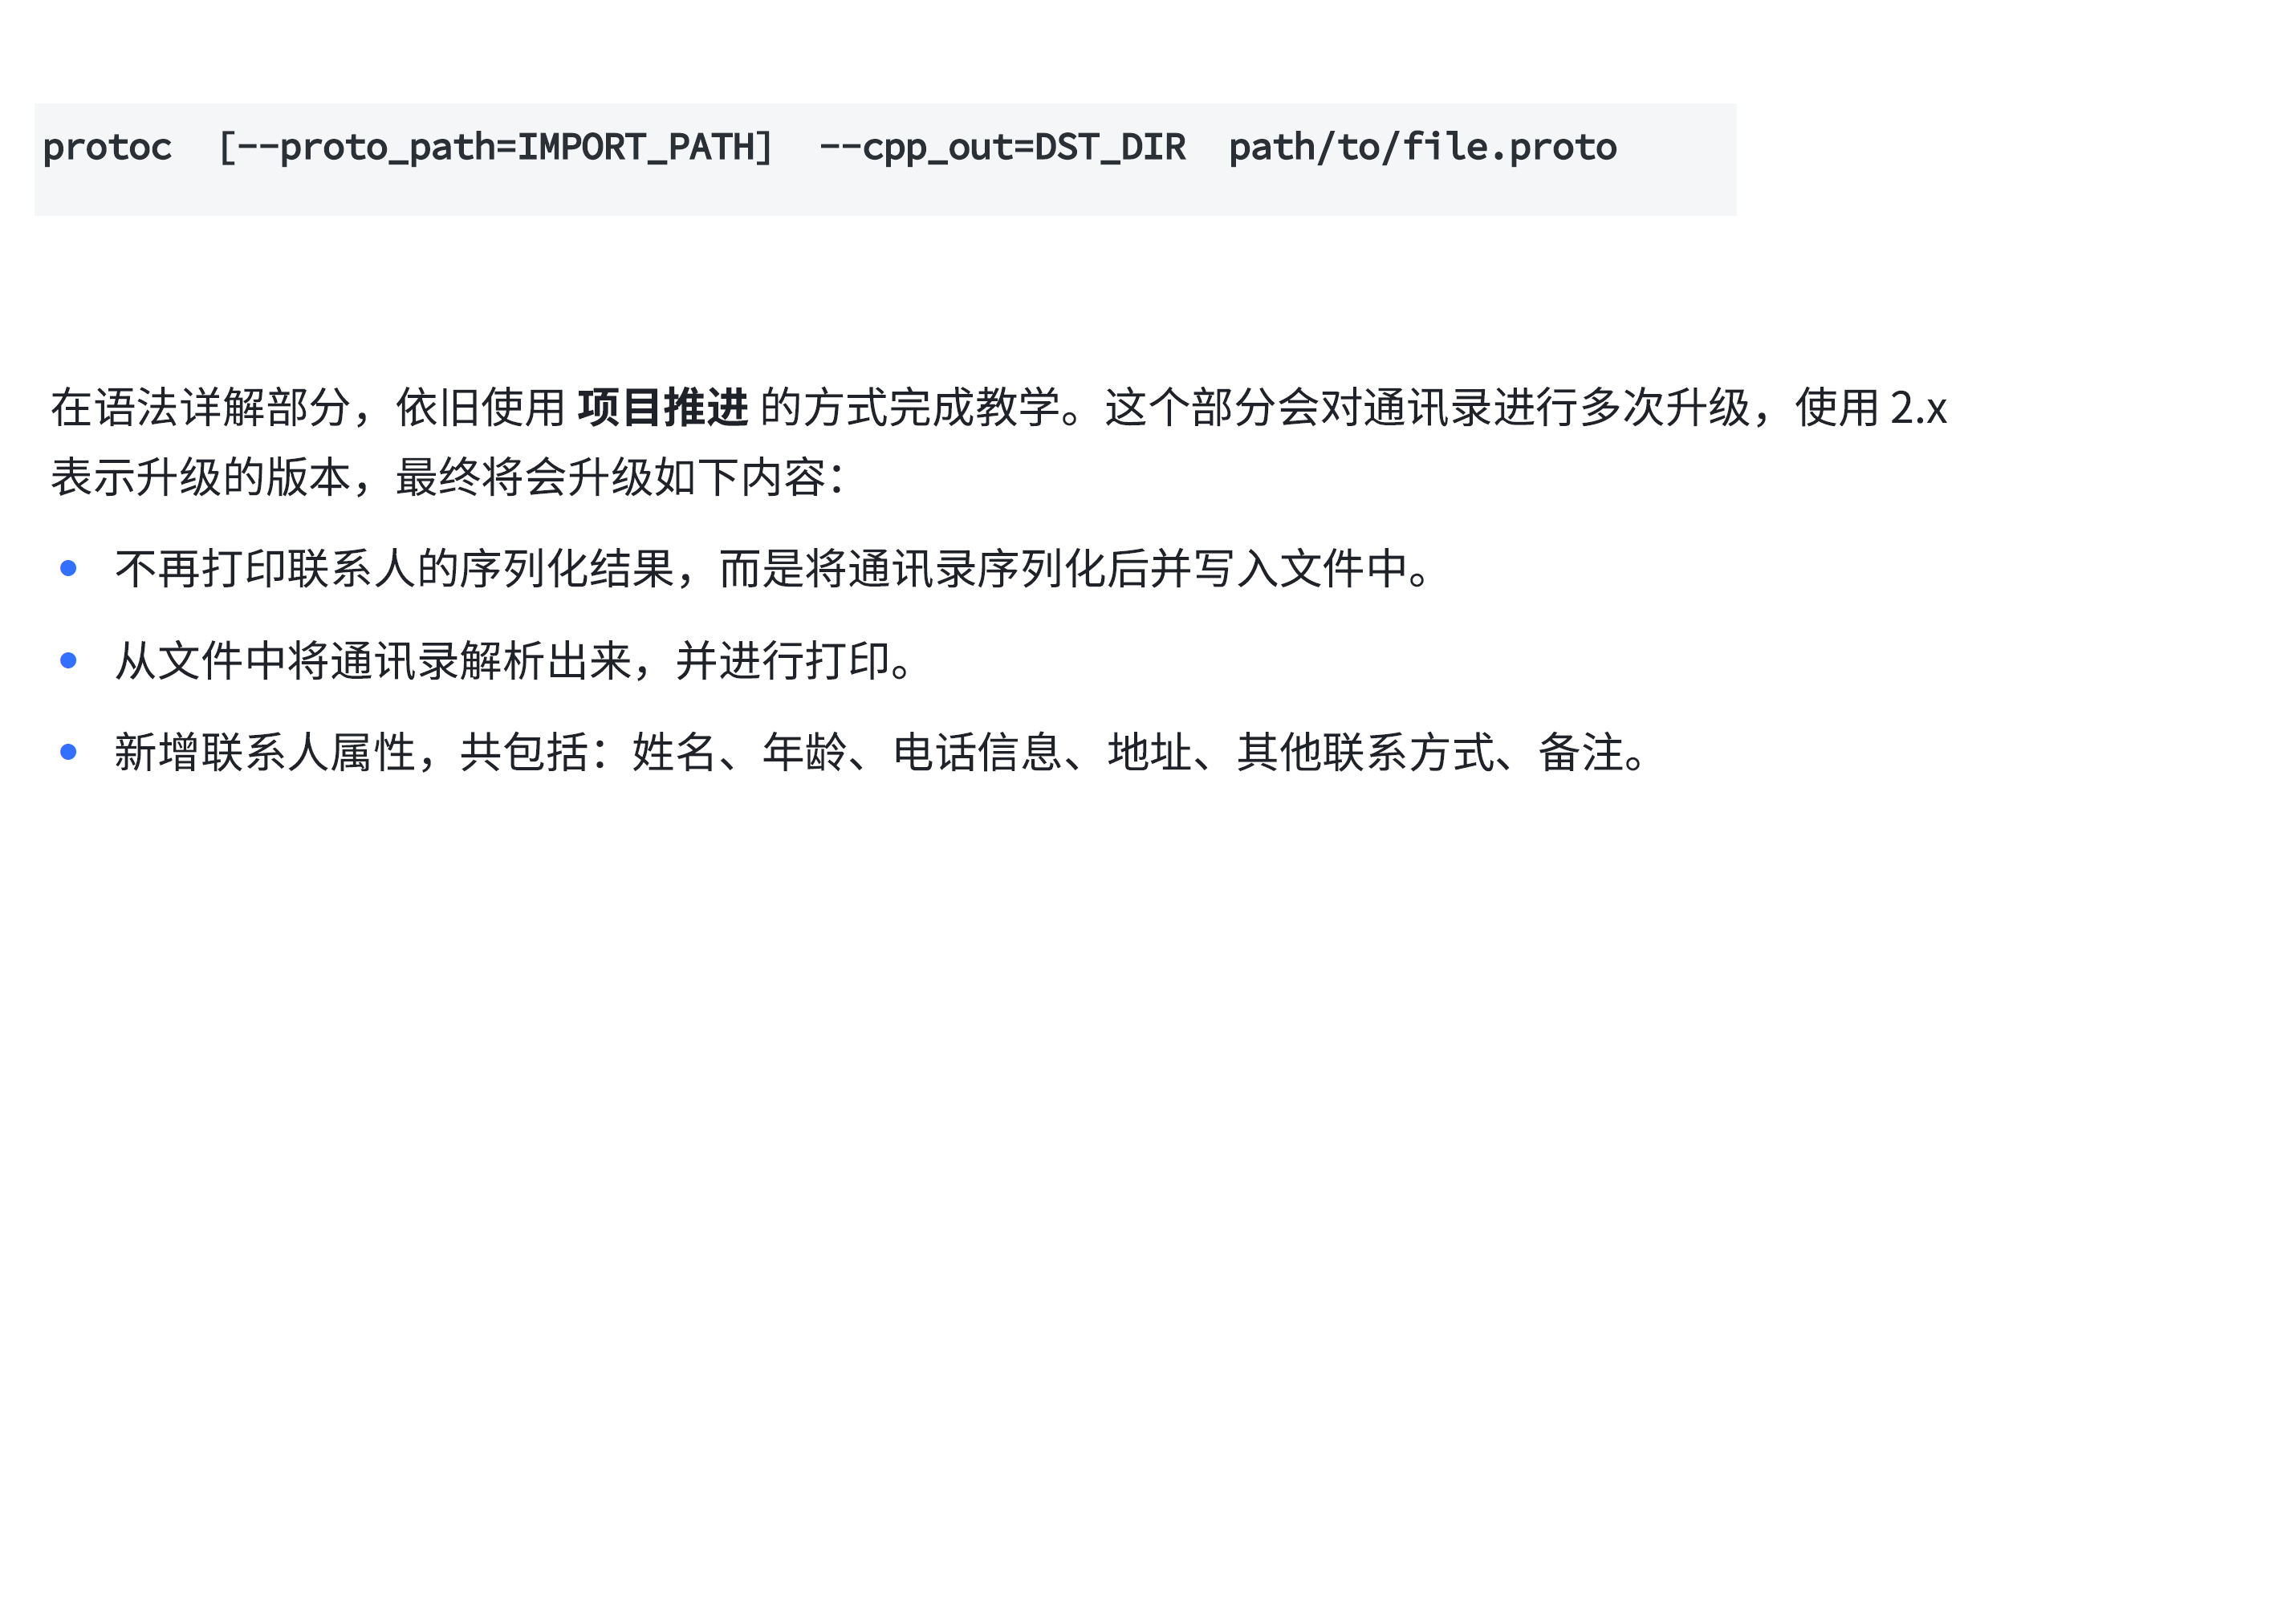 protoc  [--proto_path=IMPORT_PATH]  --cpp_out=DST_DIR  path/to/file.proto
在语法详解部分，依旧使用 项目推进 的方式完成教学。这个部分会对通讯录进行多次升级，使用 2.x
表示升级的版本，最终将会升级如下内容：
● 不再打印联系人的序列化结果，而是将通讯录序列化后并写入文件中。
● 从文件中将通讯录解析出来，并进行打印。
● 新增联系人属性，共包括：姓名、年龄、电话信息、地址、其他联系方式、备注。